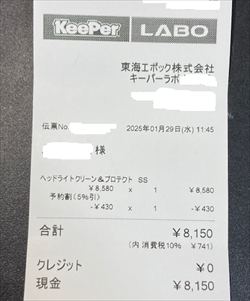 KeePer LABO
東海エポック株式会社
キーパーラボ
伝票No.
2025年01月29日(水) 11:45
様
ヘッドライトクリーン＆プロテクト SS
￥8,580 x 1 ￥8,580
予約割(5%引)
-￥430 x 1 -￥430
合計 ￥8,150
(内 消費税10% ￥741)
クレジット ￥0
現金 ￥8,150